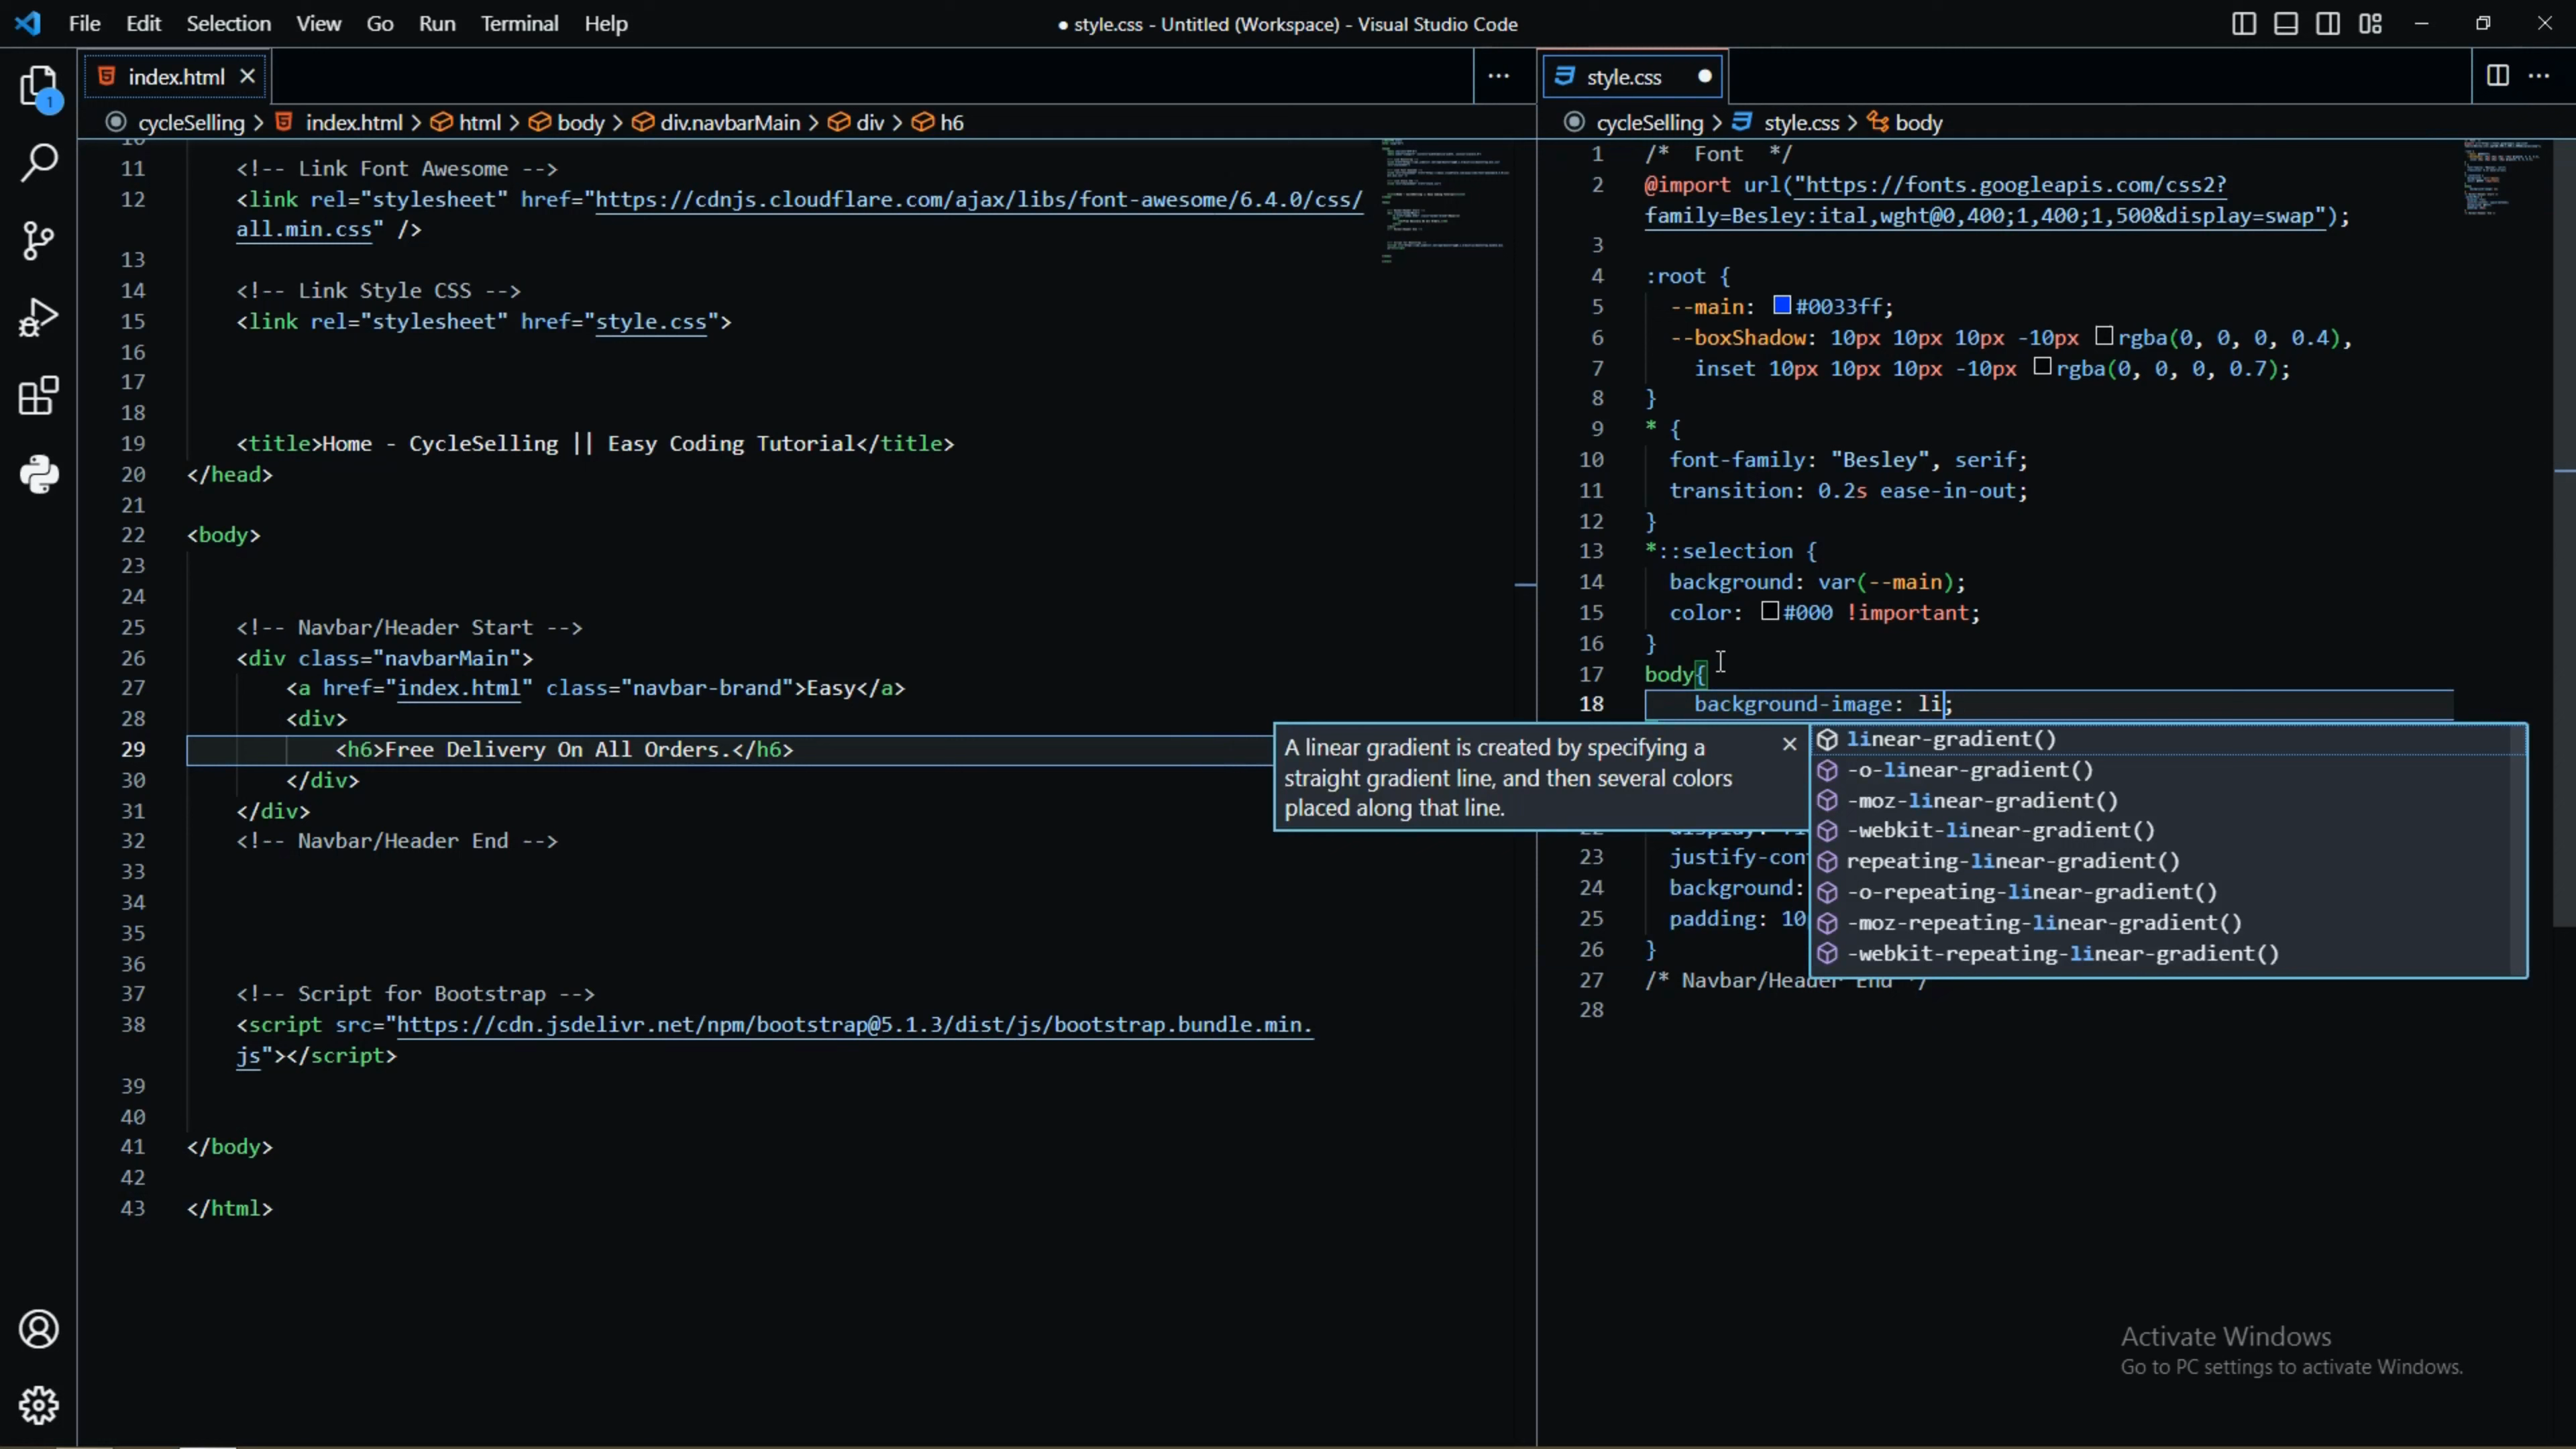 File Edit Selection View Go Run Terminal Help
● style.css - Untitled (Workspace) - Visual Studio Code
1
index.html
cycleSelling > index.html > html > body > div.navbarMain > div > h6
11 <!-- Link Font Awesome -->
12 <link rel="stylesheet" href="https://cdnjs.cloudflare.com/ajax/libs/font-awesome/6.4.0/css/
all.min.css" />
13
14 <!-- Link Style CSS -->
15 <link rel="stylesheet" href="style.css">
16
17
18
19 <title>Home - CycleSelling || Easy Coding Tutorial</title>
20 </head>
21
22 <body>
23
24
25 <!-- Navbar/Header Start -->
26 <div class="navbarMain">
27 <a href="index.html" class="navbar-brand">Easy</a>
28 <div>
29 <h6>Free Delivery On All Orders.</h6>
30 </div>
31 </div>
32 <!-- Navbar/Header End -->
33
34
35
36
37 <!-- Script for Bootstrap -->
38 <script src="https://cdn.jsdelivr.net/npm/bootstrap@5.1.3/dist/js/bootstrap.bundle.min.
js"></script>
39
40
41 </body>
42
43 </html>
style.css
cycleSelling > style.css > body
1 /* Font */
2 @import url("https://fonts.googleapis.com/css2?
family=Besley:ital,wght@0,400;1,400;1,500&display=swap");
3
4 :root {
5 --main: #0033ff;
6 --boxShadow: 10px 10px 10px -10px rgba(0, 0, 0, 0.4),
7 inset 10px 10px 10px -10px rgba(0, 0, 0, 0.7);
8 }
9 * {
10 font-family: "Besley", serif;
11 transition: 0.2s ease-in-out;
12 }
13 *::selection {
14 background: var(--main);
15 color: #000 !important;
16 }
17 body{
18 background-image: li;
A linear gradient is created by specifying a
straight gradient line, and then several colors
placed along that line.
linear-gradient()
-o-linear-gradient()
-moz-linear-gradient()
-webkit-linear-gradient()
repeating-linear-gradient()
-o-repeating-linear-gradient()
-moz-repeating-linear-gradient()
-webkit-repeating-linear-gradient()
23 justify-con
24 background:
25 padding: 10
26 }
27 /* Navbar/Header End */
28
Activate Windows
Go to PC settings to activate Windows.